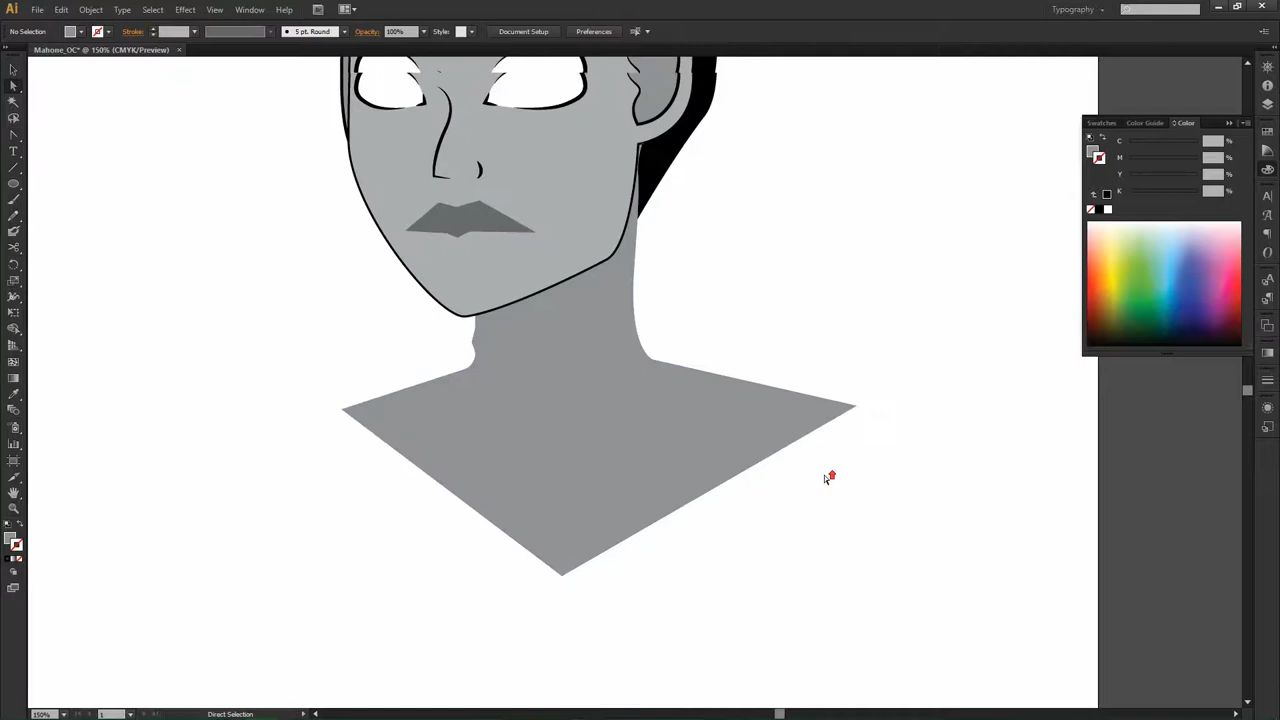 Ai File Edit Object Type Select Effect View Window Help Br Typography
No Selection Stroke: 5 pt. Round Opacity: 100% Style: Document Setup Preferences
Mahone_OC* @ 150% (CMYK/Preview) ×
Swatches Color Guide Color
C %
M %
Y %
K %
150% 1 Direct Selection